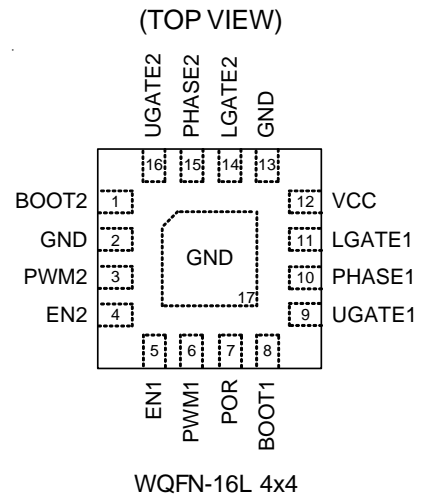 (TOP VIEW)
UGATE2
PHASE2
LGATE2
GND
16
15
14
13
BOOT2 1
GND 2
PWM2 3
EN2 4
12 VCC
11 LGATE1
10 PHASE1
9 UGATE1
GND
17
5
6
7
8
EN1
PWM1
POR
BOOT1
WQFN-16L 4x4